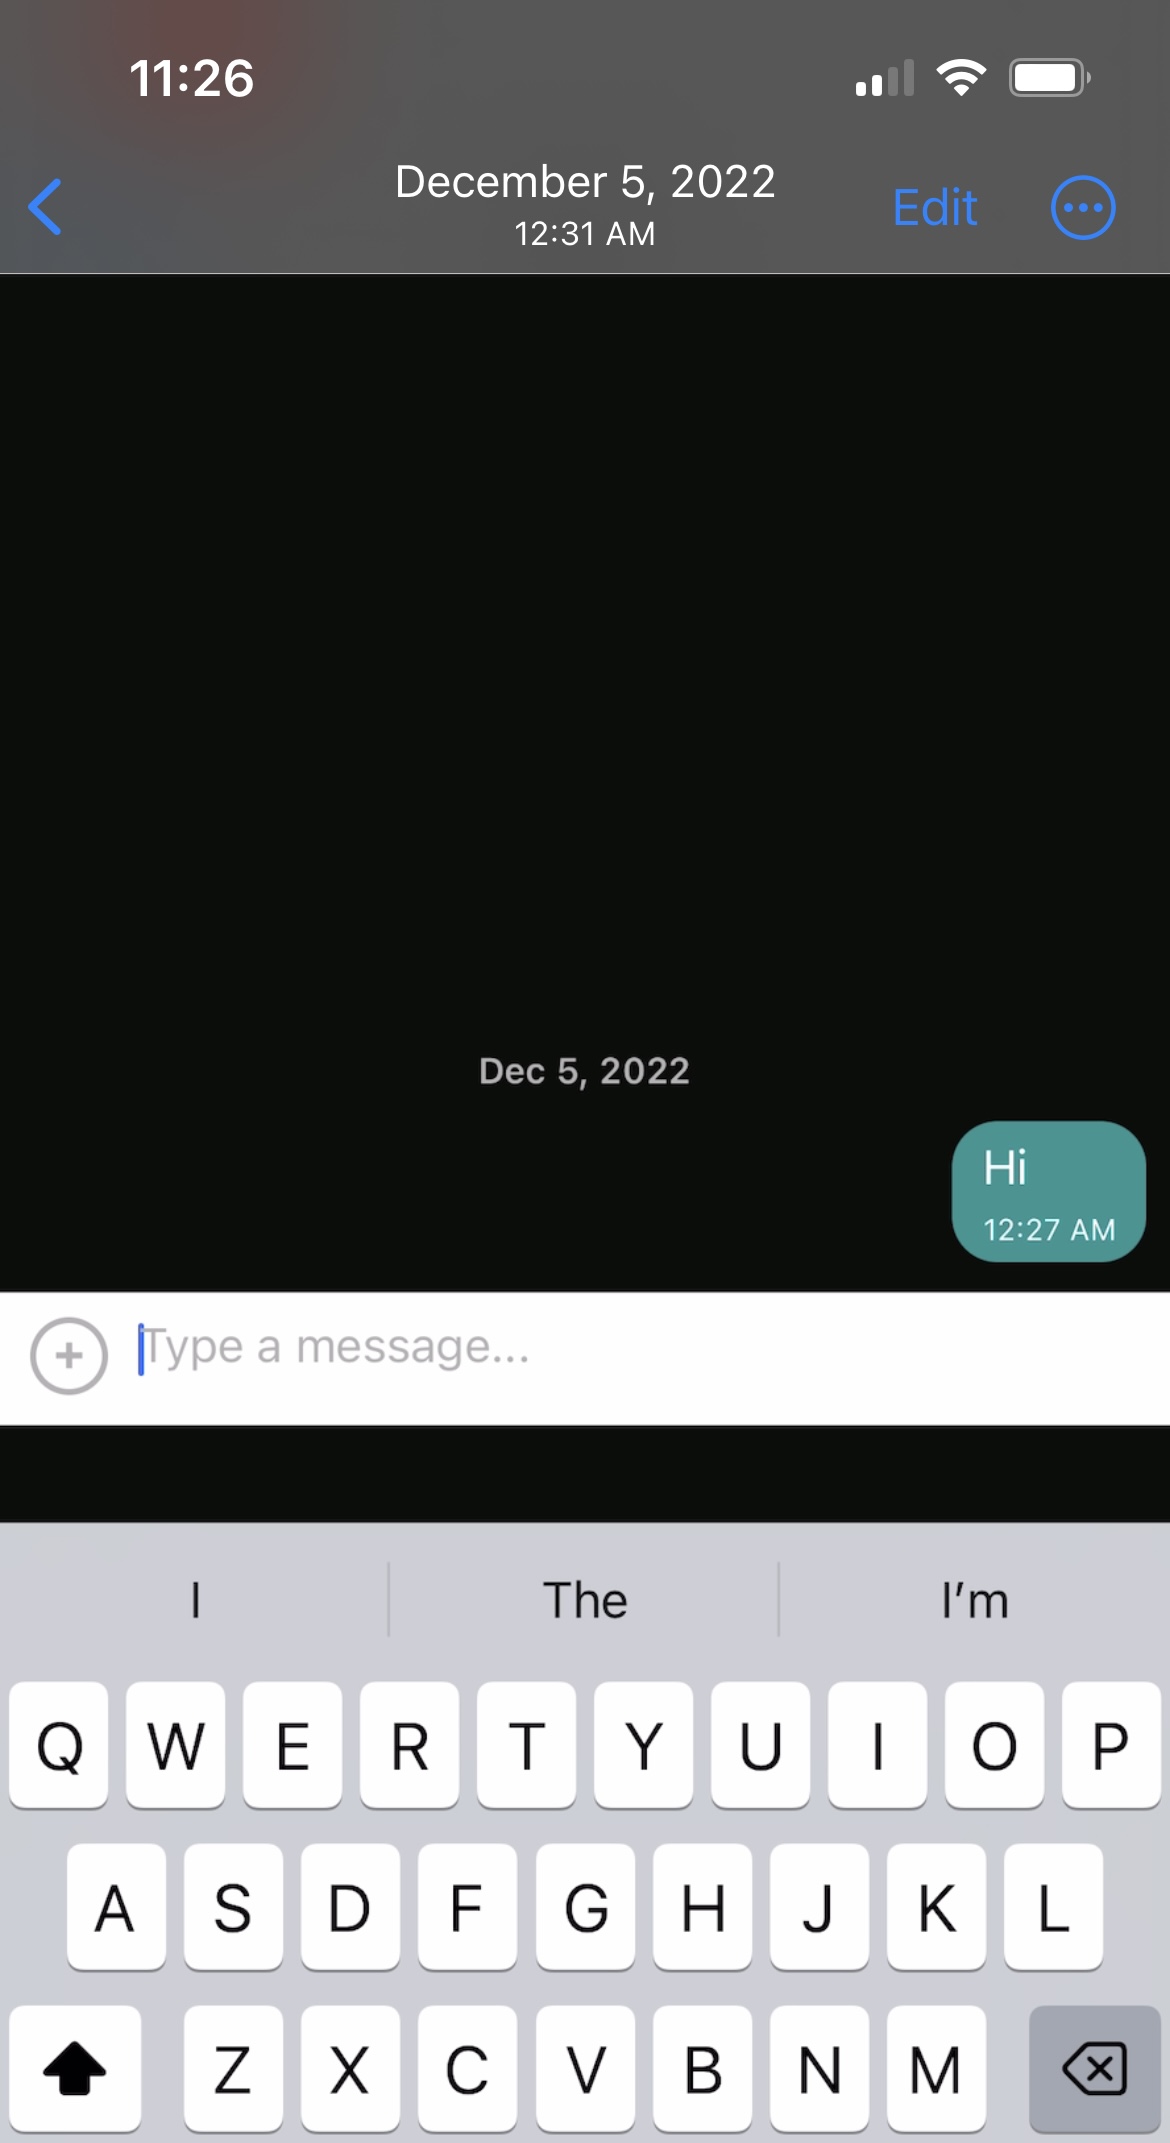 11:26
December 5, 2022
12:31 AM
Edit
Dec 5, 2022
Hi
12:27 AM
Type a message...
I The I’m
Q W E R T Y U I O P
A S D F G H J K L
Z X C V B N M